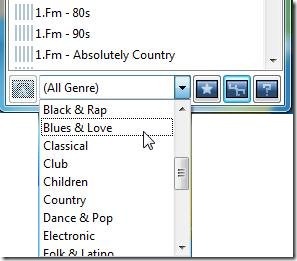 1.Fm - 80s
1.Fm - 90s
1.Fm - Absolutely Country
(All Genre)
Black & Rap
Blues & Love
Classical
Club
Children
Country
Dance & Pop
Electronic
Folk & Latino